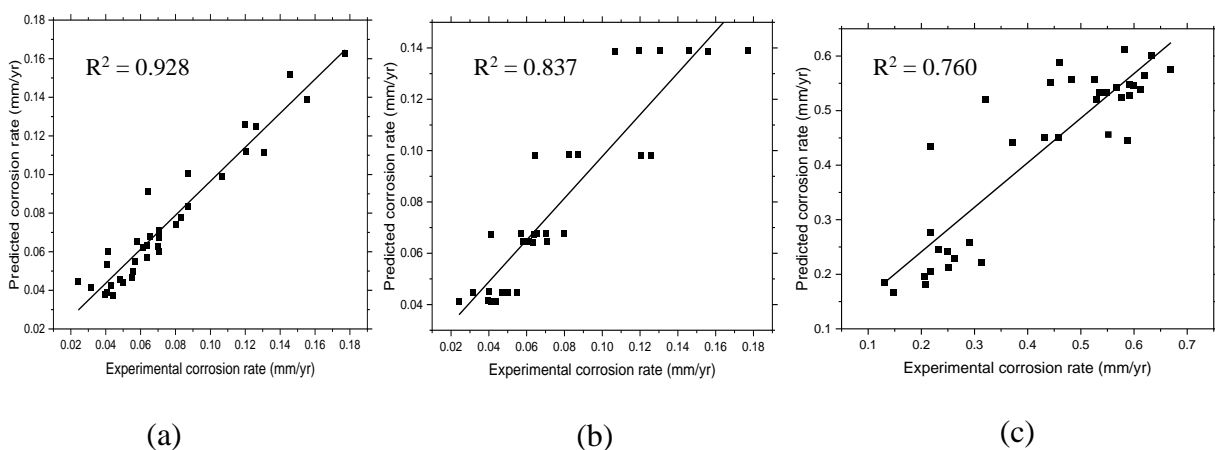 R² = 0.928
Predicted corrosion rate (mm/yr)
0.18
0.16
0.14
0.12
0.10
0.08
0.06
0.04
0.02
0.02 0.04 0.06 0.08 0.10 0.12 0.14 0.16 0.18
Experimental corrosion rate (mm/yr)
(a)
R² = 0.837
Predicted corrosion rate (mm/yr)
0.14
0.12
0.10
0.08
0.06
0.04
0.02 0.04 0.06 0.08 0.10 0.12 0.14 0.16 0.18
Experimental corrosion rate (mm/yr)
(b)
R² = 0.760
Predicted corrosion rate (mm/yr)
0.6
0.5
0.4
0.3
0.2
0.1
0.1 0.2 0.3 0.4 0.5 0.6 0.7
Experimental corrosion rate (mm/yr)
(c)